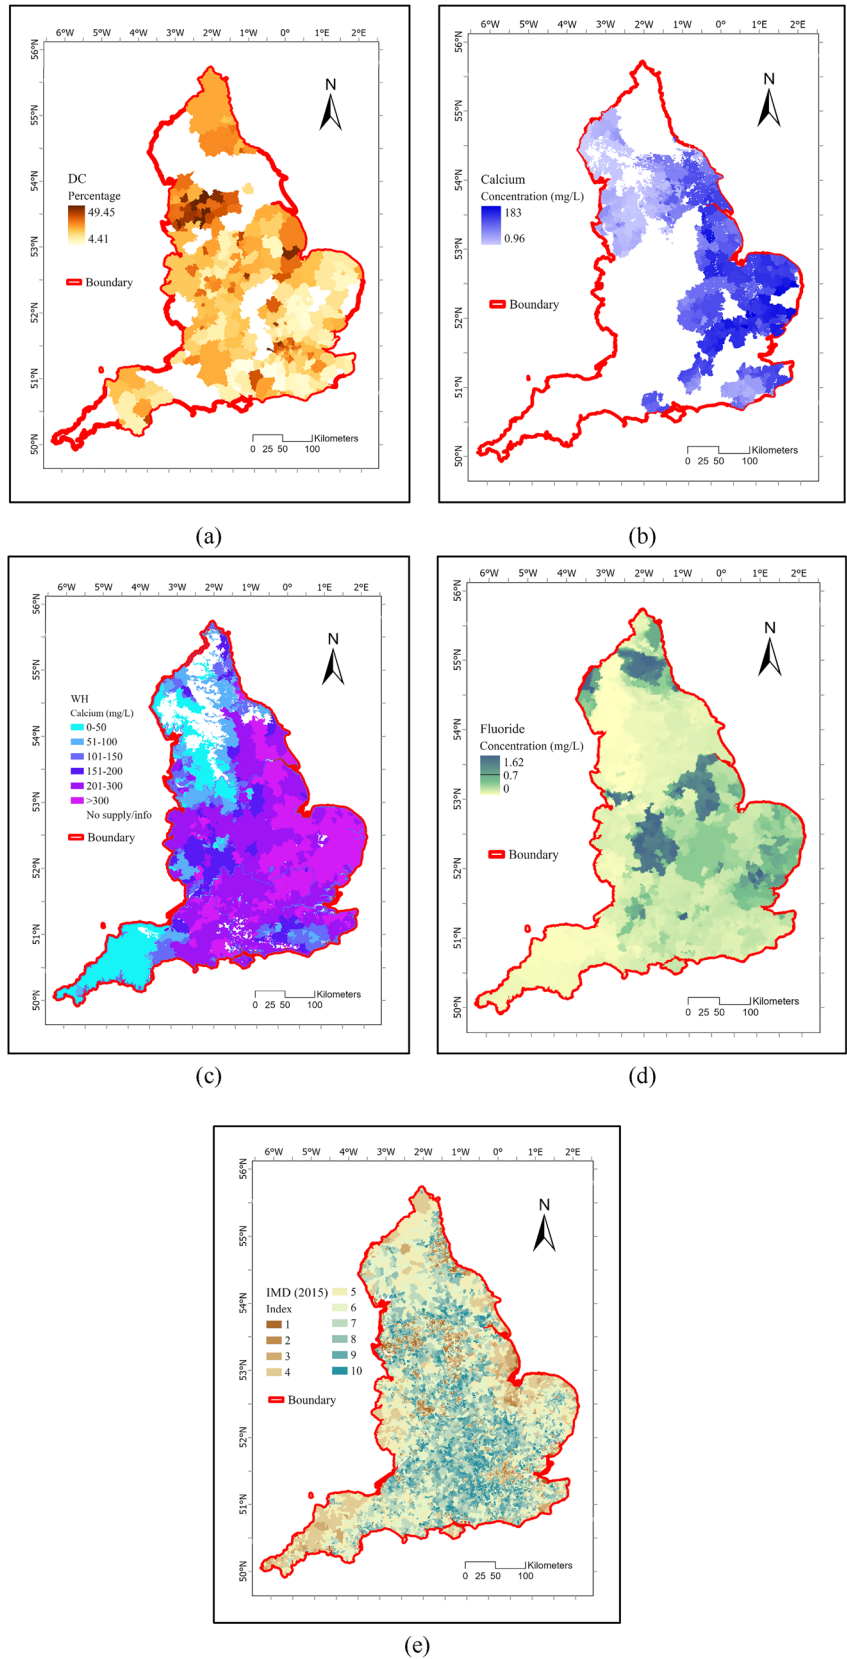 6°W 4°W 3°W 2°W 1°W 0° 1°E 2°E
56°N
55°N
54°N
53°N
52°N
51°N
50°N
N
DC
Percentage
49.45
4.41
Boundary
Kilometers
0 25 50 100
(a)
6°W 4°W 3°W 2°W 1°W 0° 1°E 2°E
56°N
55°N
54°N
53°N
52°N
51°N
50°N
N
Calcium
Concentration (mg/L)
183
0.96
Boundary
Kilometers
0 25 50 100
(b)
6°W 4°W 3°W 2°W 1°W 0° 1°E 2°E
56°N
55°N
54°N
53°N
52°N
51°N
50°N
N
WH
Calcium (mg/L)
0-50
51-100
101-150
151-200
201-300
>300
No supply/info
Boundary
Kilometers
0 25 50 100
(c)
6°W 4°W 3°W 2°W 1°W 0° 1°E 2°E
56°N
55°N
54°N
53°N
52°N
51°N
50°N
N
Fluoride
Concentration (mg/L)
1.62
0.7
0
Boundary
Kilometers
0 25 50 100
(d)
6°W 4°W 3°W 2°W 1°W 0° 1°E 2°E
56°N
55°N
54°N
53°N
52°N
51°N
50°N
N
IMD (2015)
Index
1
2
3
4
5
6
7
8
9
10
Boundary
Kilometers
0 25 50 100
(e)